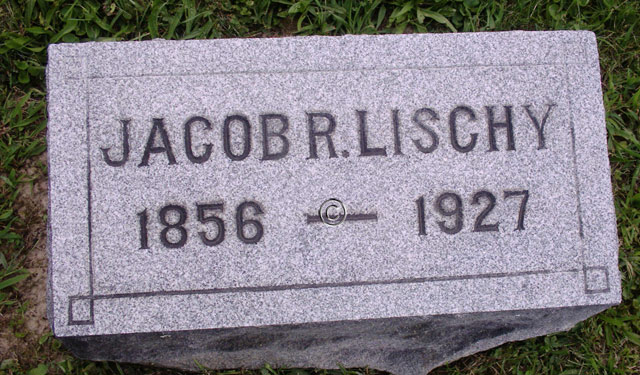 JACOB R. LISCHY
1856 — 1927
©